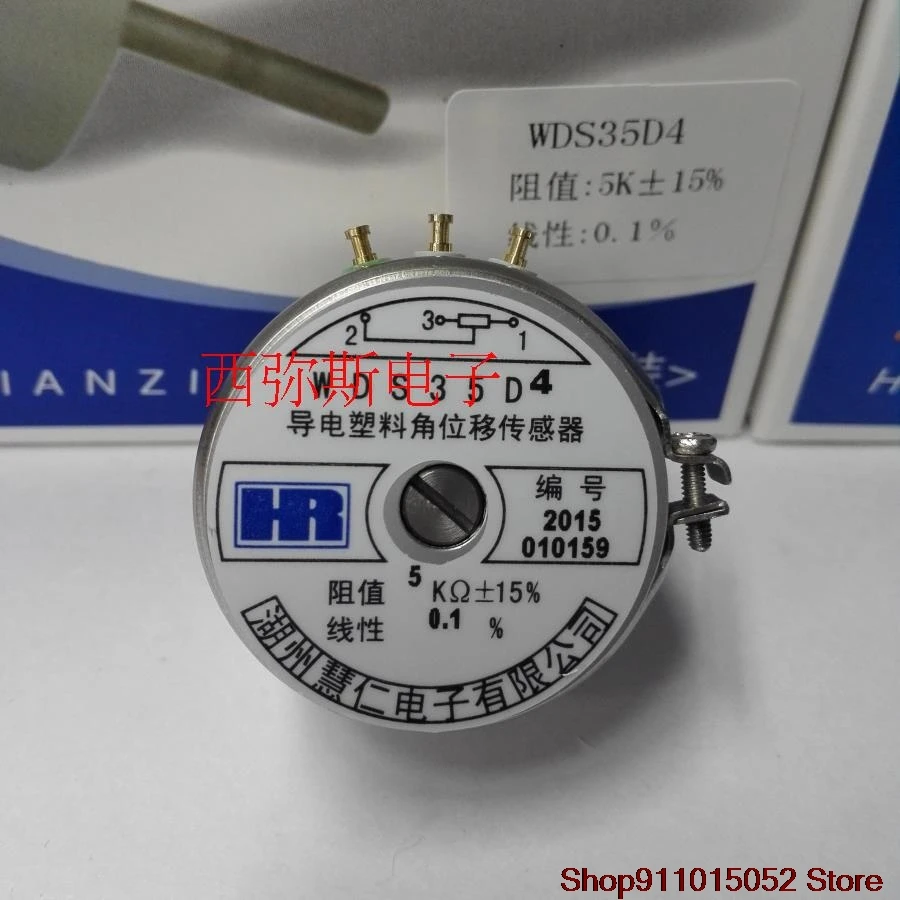 WDS35D4
阻值:5K±15%
线性:0.1%
2 3 1
西弥斯电子
WDS35D4
导电塑料角位移传感器
HR
编号
2015
010159
阻值 5 KΩ±15%
线性 0.1 %
湖州慧仁电子有限公司
IANZI
H
Shop911015052 Store